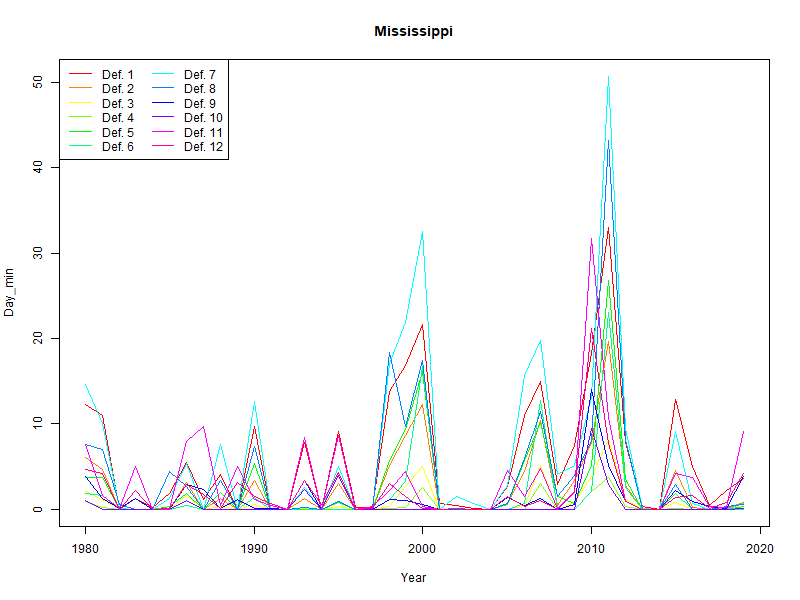 Mississippi
Def. 1
Def. 2
Def. 3
Def. 4
Def. 5
Def. 6
Def. 7
Def. 8
Def. 9
Def. 10
Def. 11
Def. 12
Day_min
50
40
30
20
10
0
1980 1990 2000 2010 2020
Year